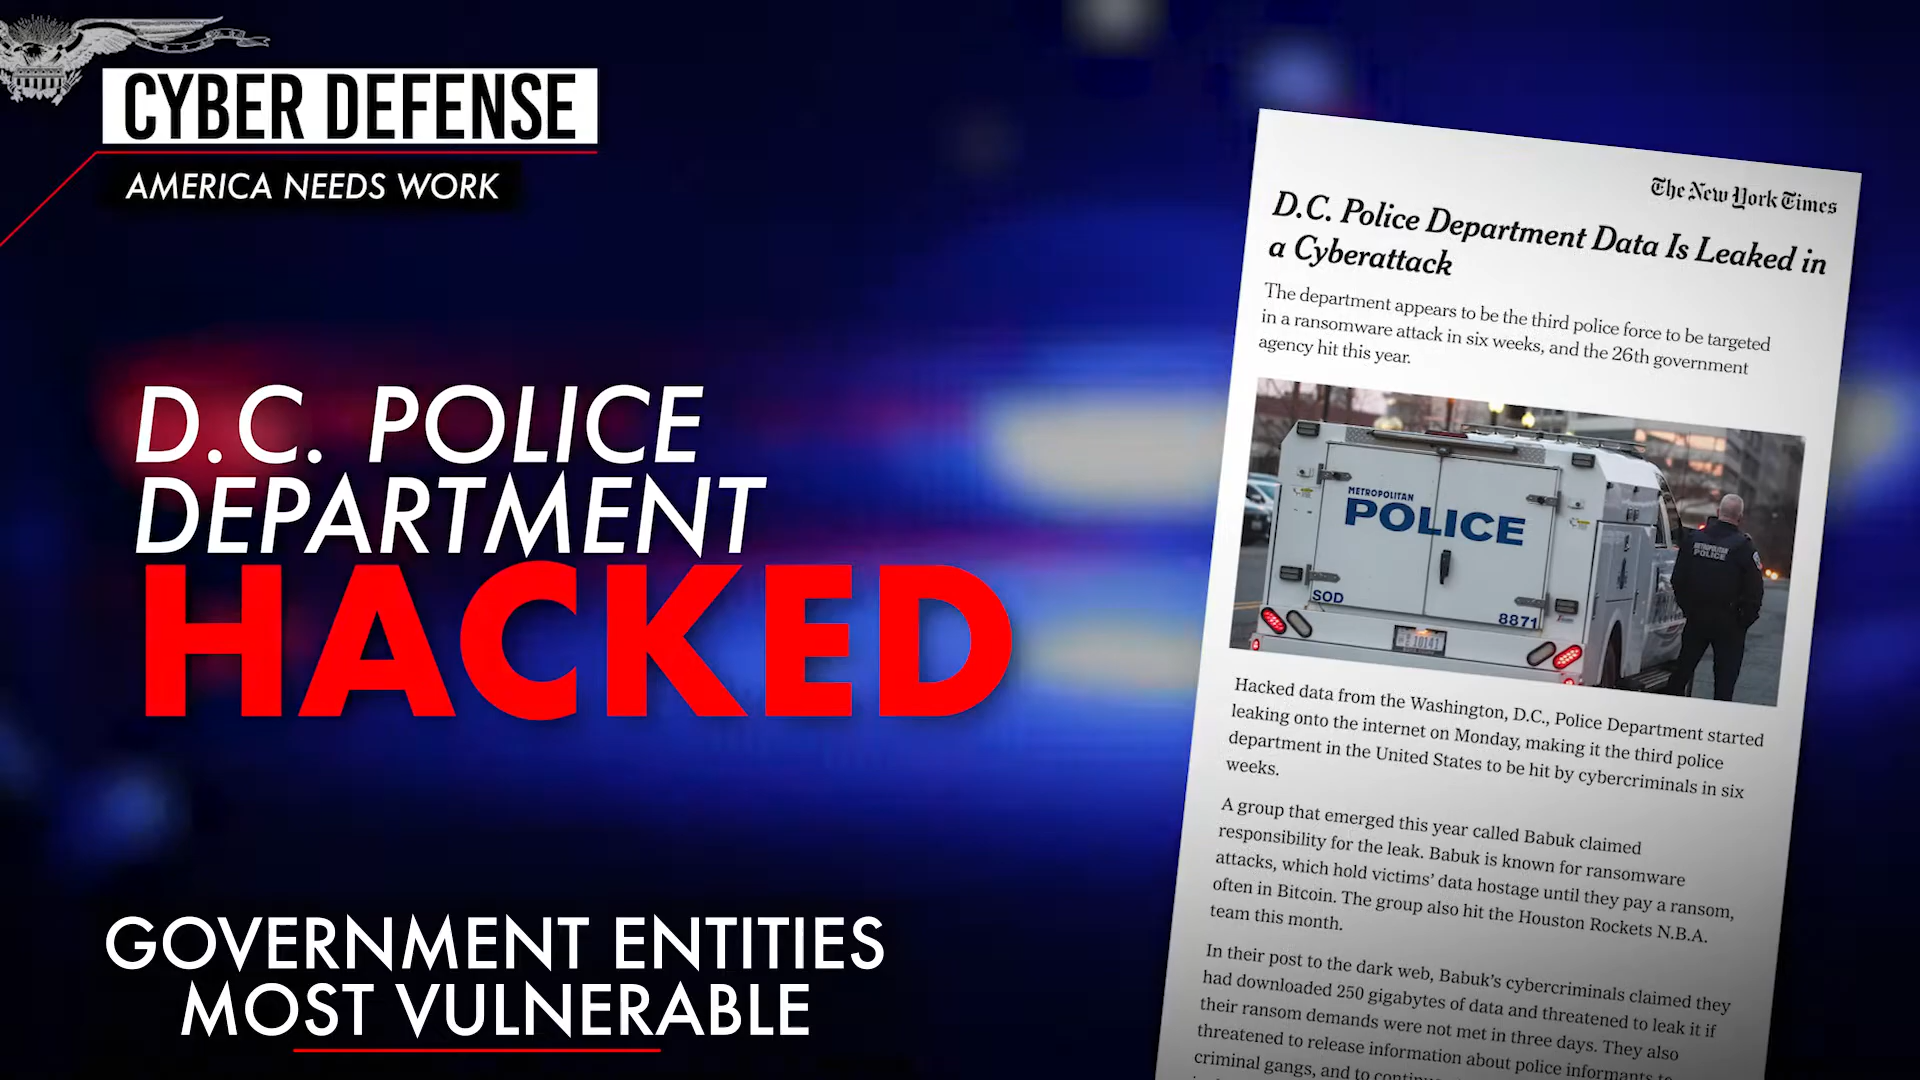 CYBER DEFENSE
AMERICA NEEDS WORK
D.C. POLICE
DEPARTMENT
HACKED
GOVERNMENT ENTITIES
MOST VULNERABLE
The New York Times
D.C. Police Department Data Is Leaked in
a Cyberattack
The department appears to be the third police force to be targeted
in a ransomware attack in six weeks, and the 26th government
agency hit this year.
METROPOLITAN
POLICE
SOD
8871
10141
METROPOLITAN
POLICE
Hacked data from the Washington, D.C., Police Department started
leaking onto the internet on Monday, making it the third police
department in the United States to be hit by cybercriminals in six
weeks.
A group that emerged this year called Babuk claimed
responsibility for the leak. Babuk is known for ransomware
attacks, which hold victims’ data hostage until they pay a ransom,
often in Bitcoin. The group also hit the Houston Rockets N.B.A.
team this month.
In their post to the dark web, Babuk’s cybercriminals claimed they
had downloaded 250 gigabytes of data and threatened to leak it if
their ransom demands were not met in three days. They also
threatened to release information about police informants to
criminal gangs, and to